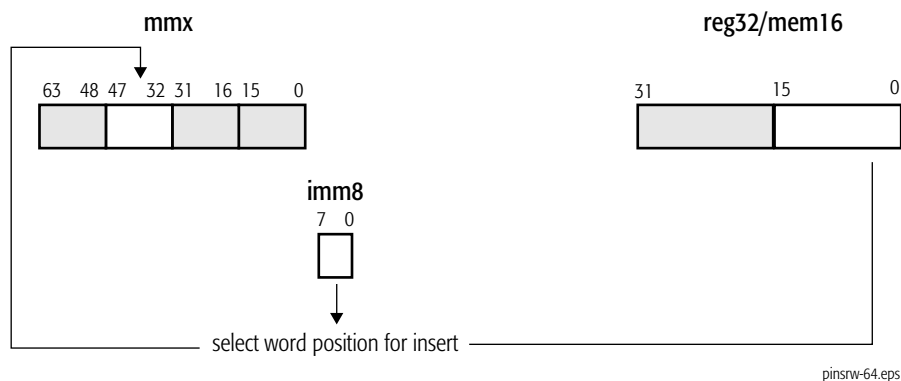 mmx
reg32/mem16
63 48 47 32 31 16 15 0
31 15 0
imm8
7 0
select word position for insert
pinsrw-64.eps